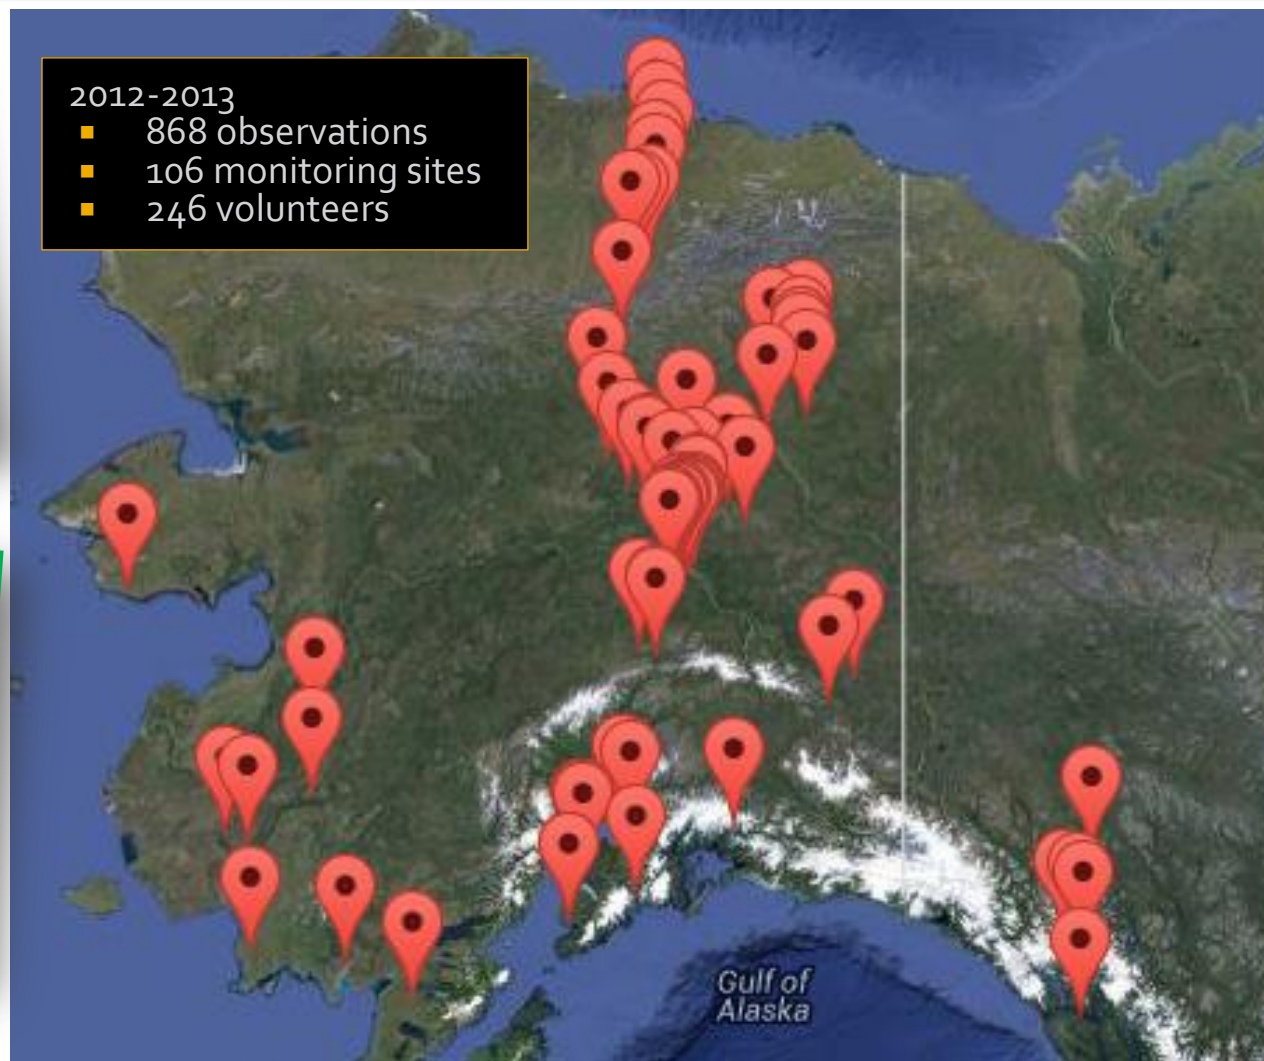 2012-2013
868 observations
106 monitoring sites
246 volunteers
Gulf of
Alaska